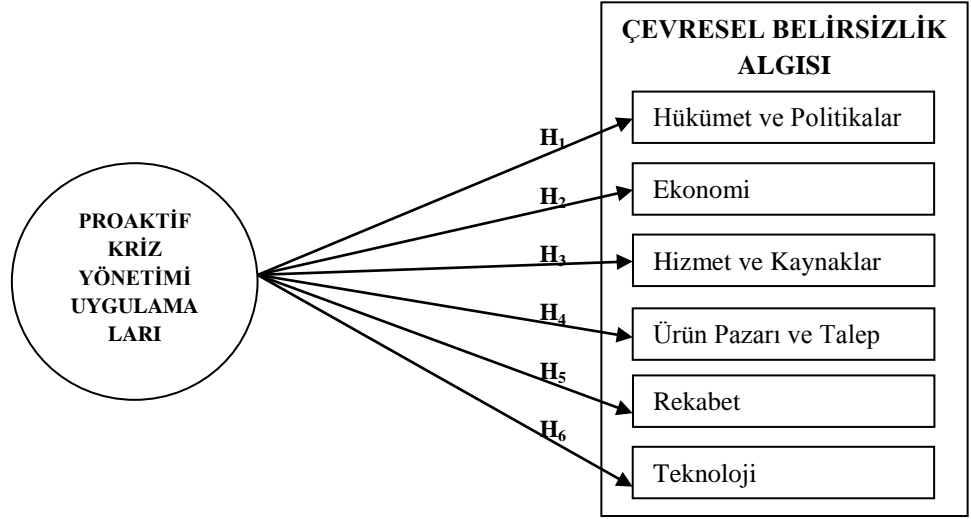 ÇEVRESEL BELİRSİZLİK
ALGISI
Hükümet ve Politikalar
H₁
Ekonomi
H₂
PROAKTİF
KRİZ
YÖNETİMİ
UYGULAMA
LARI
H₃
Hizmet ve Kaynaklar
H₄
Ürün Pazarı ve Talep
H₅
Rekabet
H₆
Teknoloji